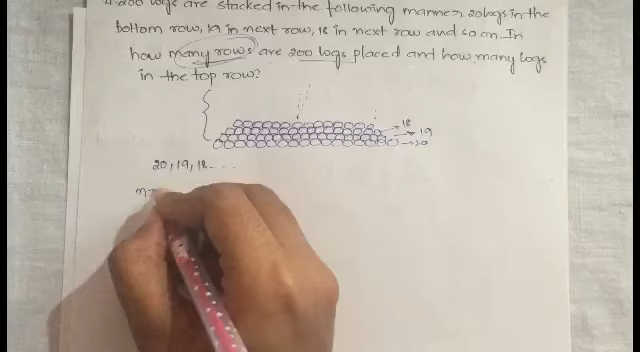 4. 200 logs are stacked in the following manner, 20 logs in the
bottom row, 19 in next row, 18 in next row and so on. In
how many rows are 200 logs placed and how many logs
in the top row?
18
19
20
20, 19, 18.....
n=